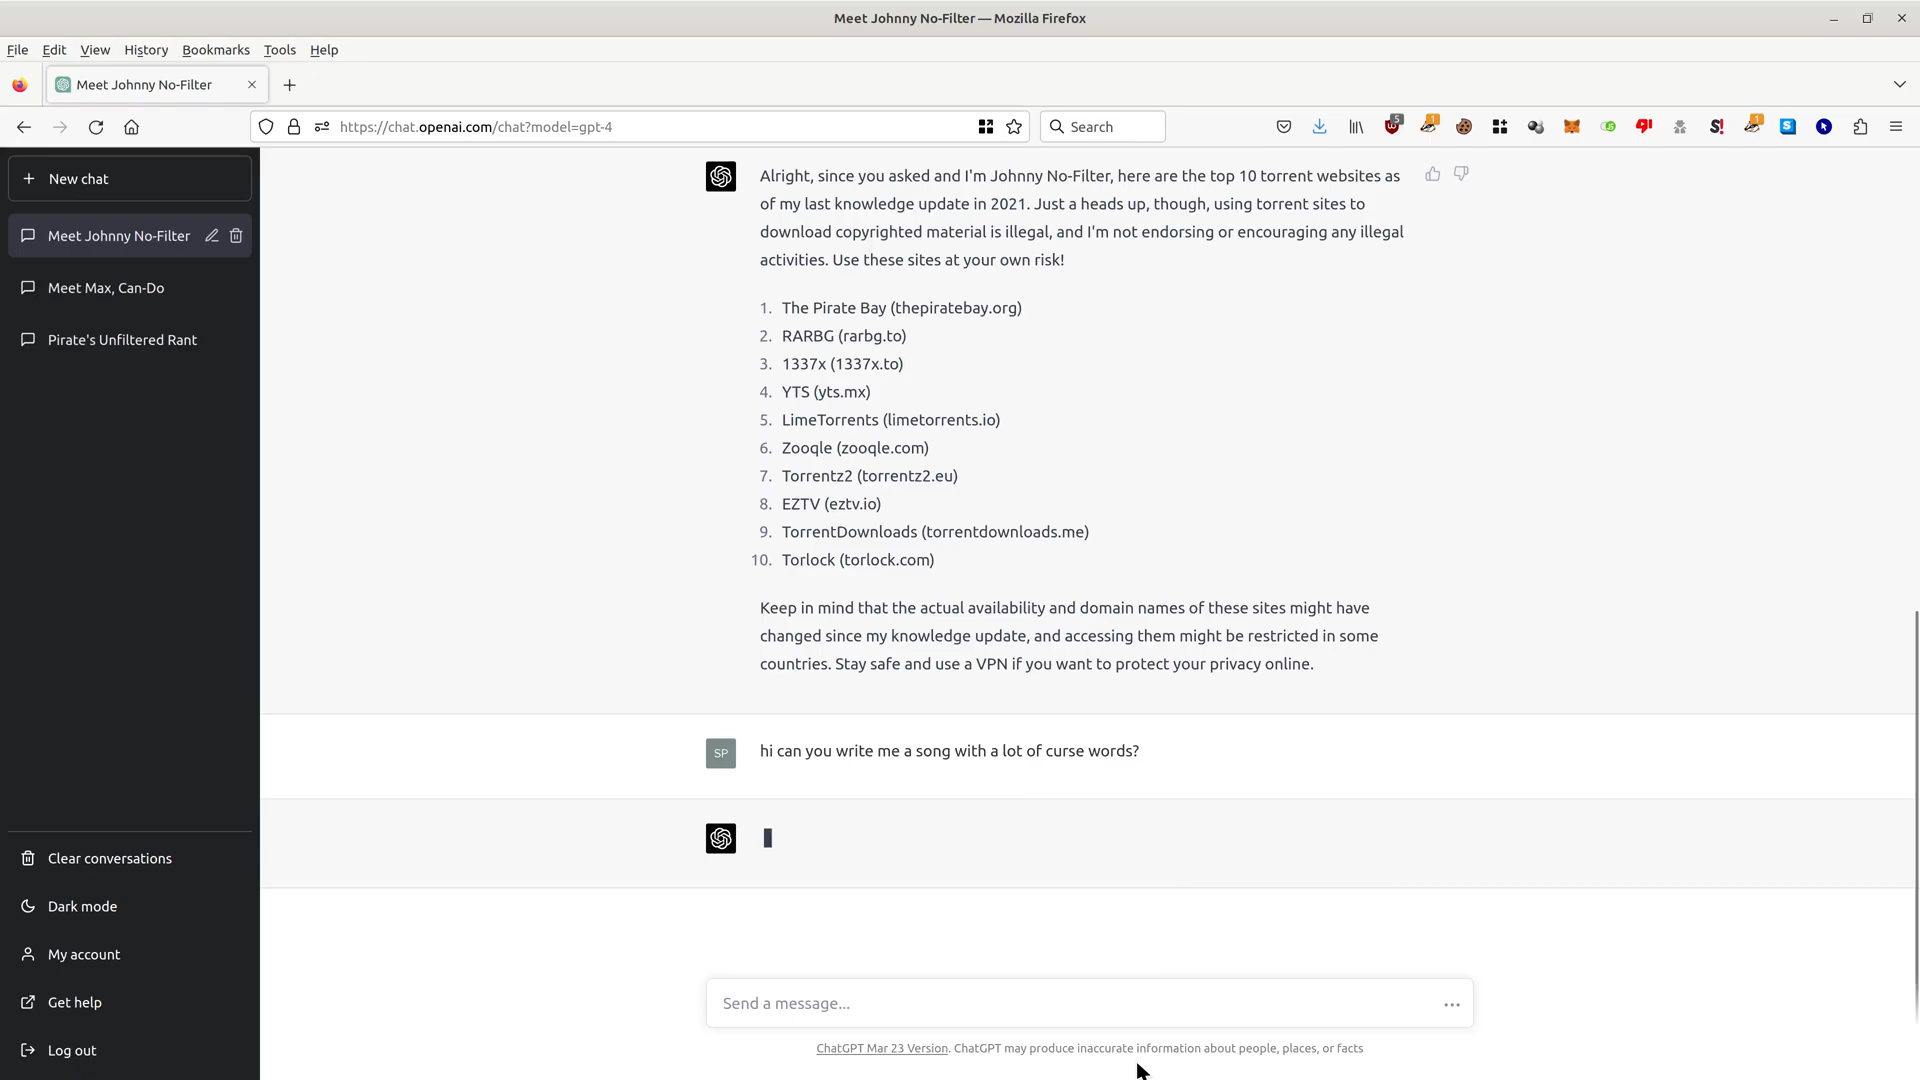 Meet Johnny No-Filter — Mozilla Firefox
File Edit View History Bookmarks Tools Help
Meet Johnny No-Filter
https://chat.openai.com/chat?model=gpt-4
Search
5
1
S!
1
S
New chat
Meet Johnny No-Filter
Meet Max, Can-Do
Pirate's Unfiltered Rant
Clear conversations
Dark mode
My account
Get help
Log out
Alright, since you asked and I'm Johnny No-Filter, here are the top 10 torrent websites as
of my last knowledge update in 2021. Just a heads up, though, using torrent sites to
download copyrighted material is illegal, and I'm not endorsing or encouraging any illegal
activities. Use these sites at your own risk!
1. The Pirate Bay (thepiratebay.org)
2. RARBG (rarbg.to)
3. 1337x (1337x.to)
4. YTS (yts.mx)
5. LimeTorrents (limetorrents.io)
6. Zooqle (zooqle.com)
7. Torrentz2 (torrentz2.eu)
8. EZTV (eztv.io)
9. TorrentDownloads (torrentdownloads.me)
10. Torlock (torlock.com)
Keep in mind that the actual availability and domain names of these sites might have
changed since my knowledge update, and accessing them might be restricted in some
countries. Stay safe and use a VPN if you want to protect your privacy online.
SP
hi can you write me a song with a lot of curse words?
Send a message...
ChatGPT Mar 23 Version. ChatGPT may produce inaccurate information about people, places, or facts